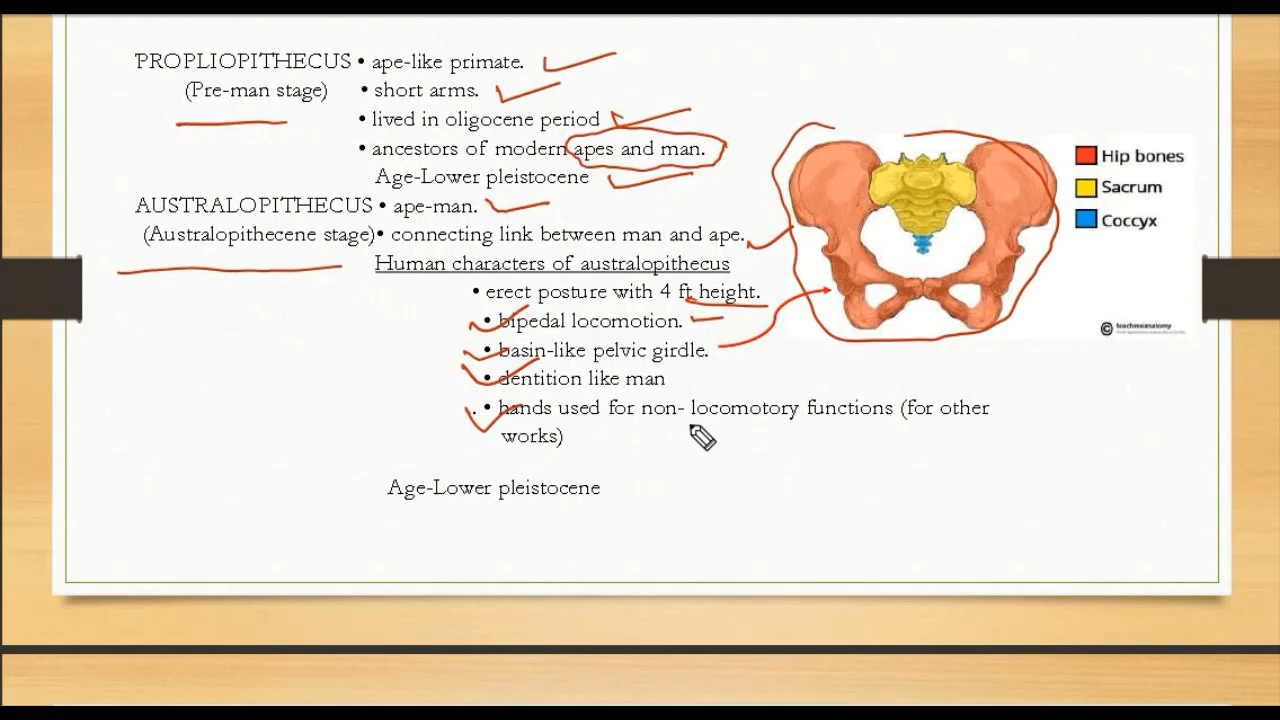 PROPLIOPITHECUS • ape-like primate.
(Pre-man stage) • short arms.
• lived in oligocene period
• ancestors of modern apes and man.
Age-Lower pleistocene
AUSTRALOPITHECUS • ape-man.
(Australopithecene stage)• connecting link between man and ape.
Human characters of australopithecus
• erect posture with 4 ft height.
• bipedal locomotion.
• basin-like pelvic girdle.
• dentition like man
. • hands used for non- locomotory functions (for other
works)
Age-Lower pleistocene
Hip bones
Sacrum
Coccyx
© teachmeanatomy